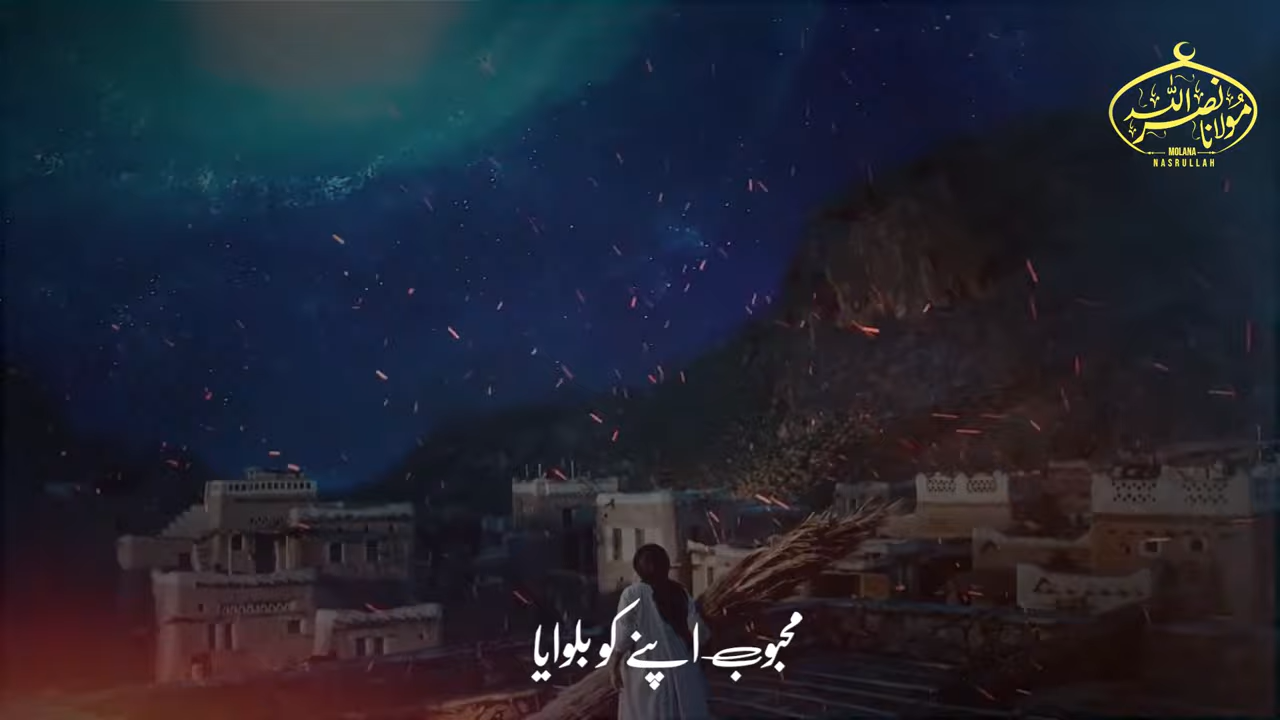 مولانا نصر اللہ
MOLANA
NASRULLAH
محبوب اپنے کو بلوایا